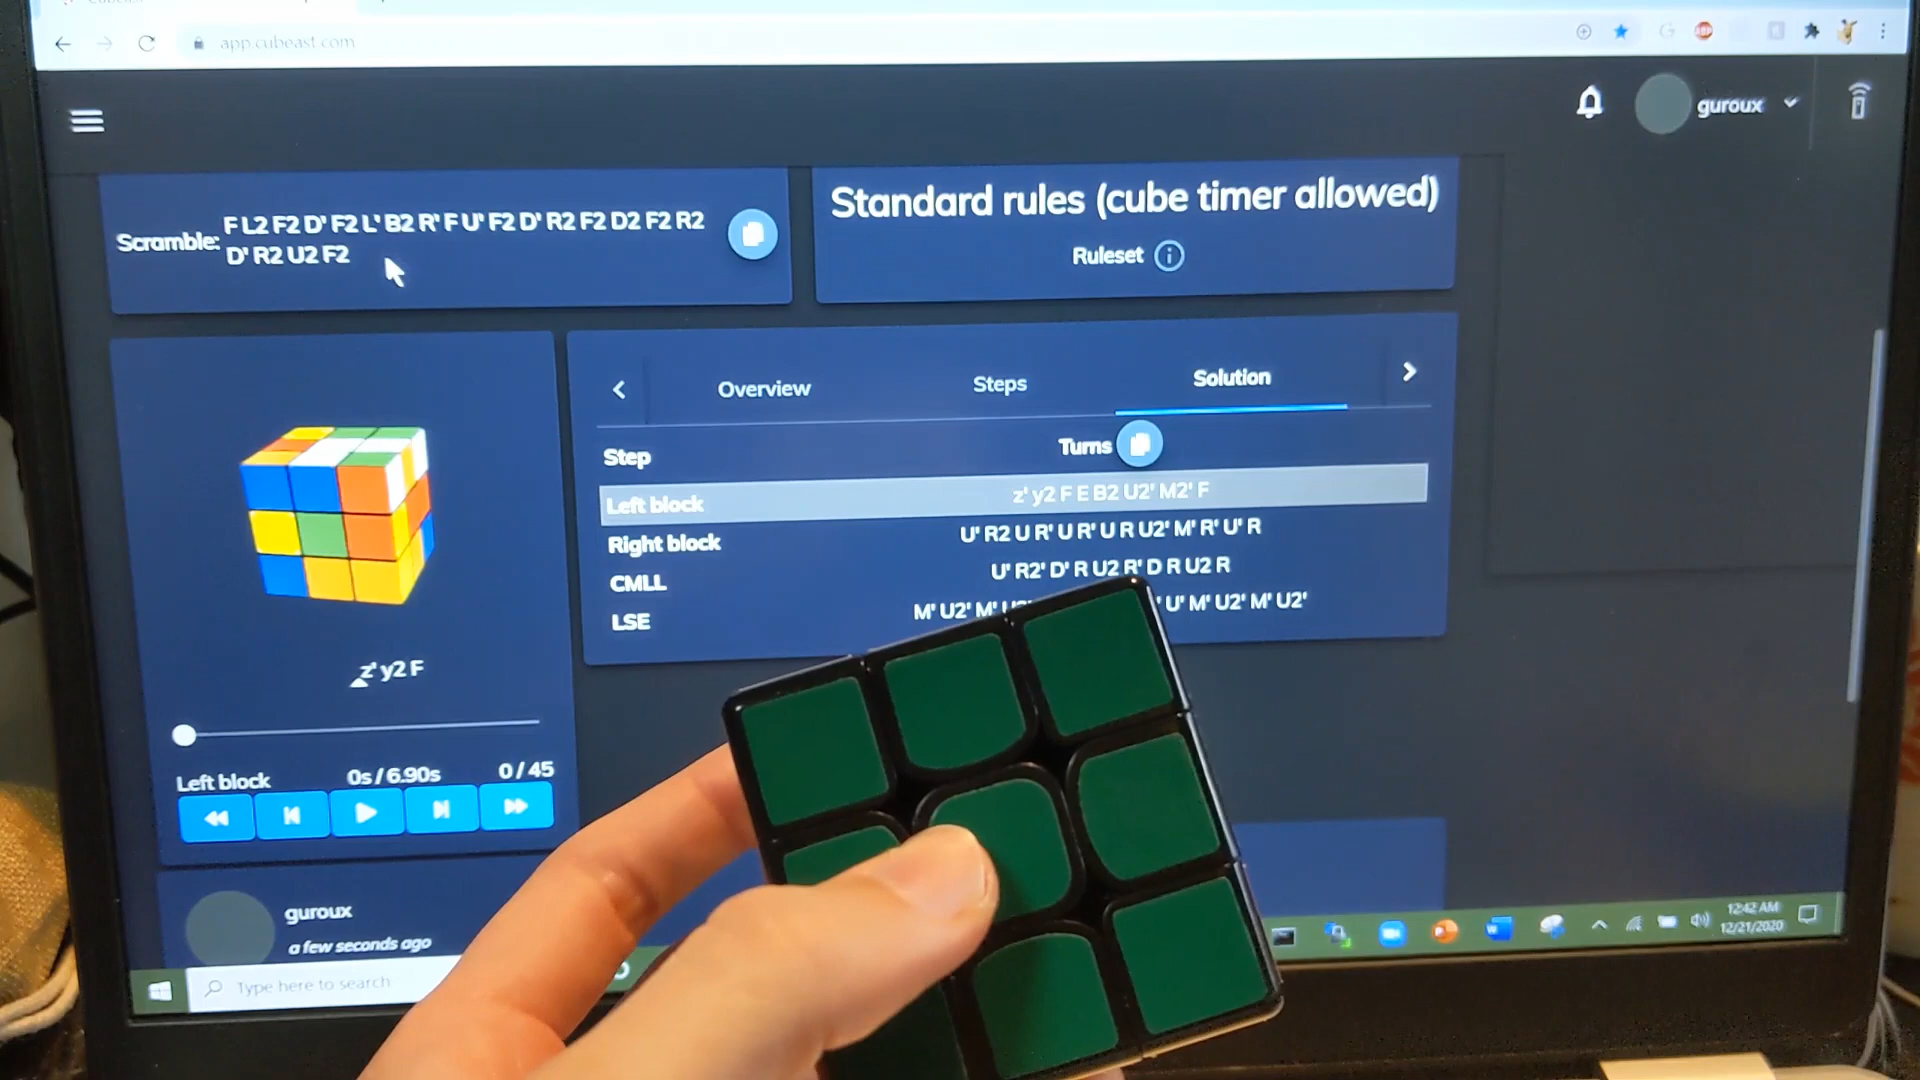 app.cubeast.com
guroux
Scramble:
F L2 F2 D' F2 L' B2 R' F U' F2 D' R2 F2 D2 F2 R2
D' R2 U2 F2
Standard rules (cube timer allowed)
Ruleset
Overview
Steps
Solution
Step
Turns
Left block
z' y2 F E B2 U2' M2' F
Right block
U' R2 U R' U R' U R U2' M' R' U' R
CMLL
U' R2' D' R U2 R' D R U2 R
LSE
M' U2' M'
U' M' U2' M' U2'
z' y2 F
Left block
0s / 6.90s
0 / 45
guroux
a few seconds ago
Type here to search
12:42 AM
12/21/2020